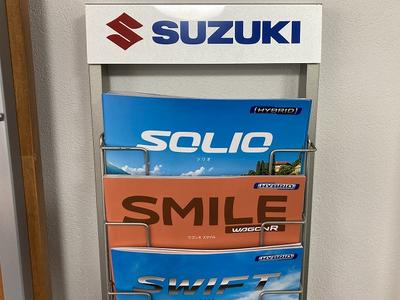 SUZUKI
HYBRID
SOLIO
ソリオ
HYBRID
SMILE
WAGON R
ワゴンR スマイル
HYBRID
SWIFT